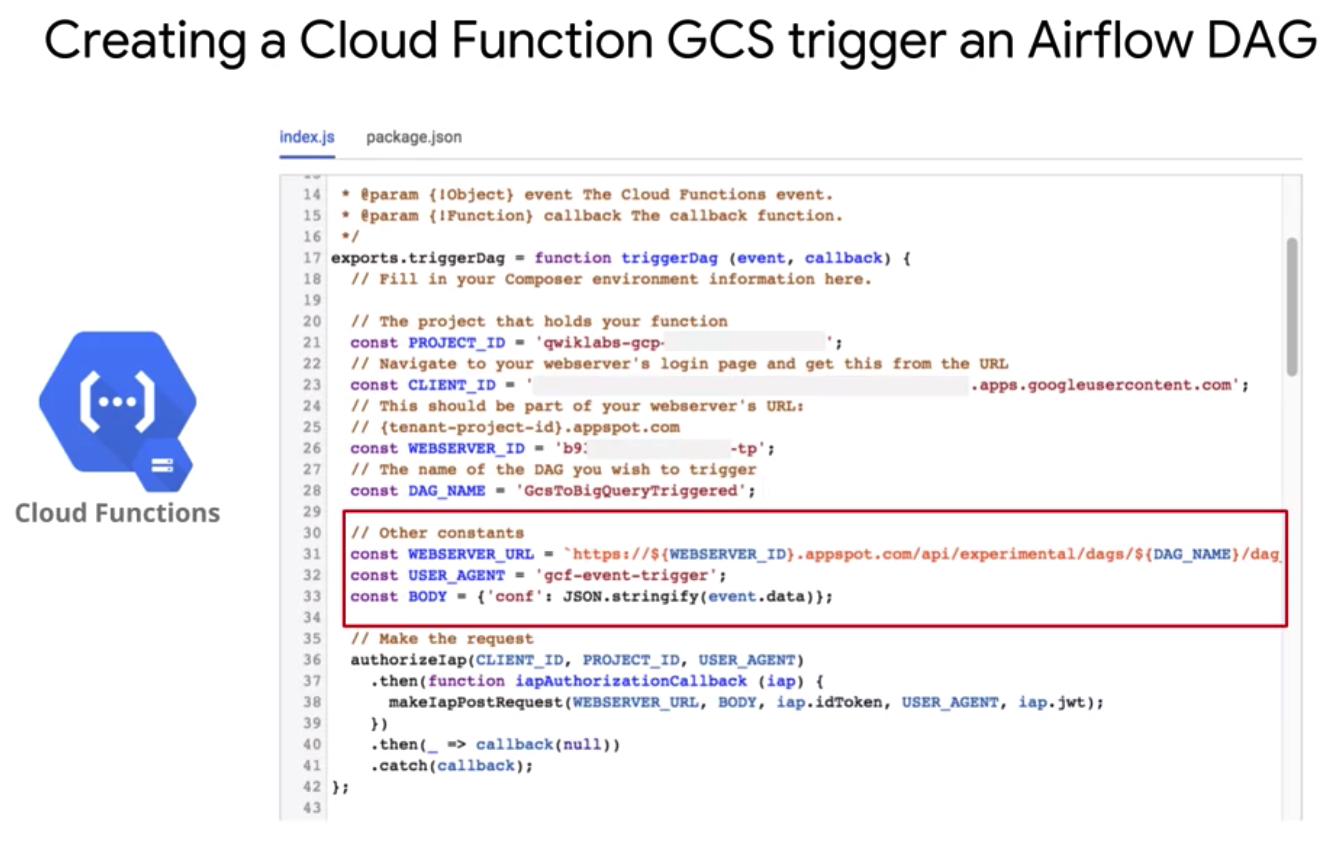 Creating a Cloud Function GCS trigger an Airflow DAG
index.js package.json
14 * @param {!Object} event The Cloud Functions event.
15 * @param {!Function} callback The callback function.
16 */
17 exports.triggerDag = function triggerDag (event, callback) {
18 // Fill in your Composer environment information here.
19
20 // The project that holds your function
21 const PROJECT_ID = 'qwiklabs-gcp- ';
22 // Navigate to your webserver's login page and get this from the URL
23 const CLIENT_ID = ' .apps.googleusercontent.com';
24 // This should be part of your webserver's URL:
25 // {tenant-project-id}.appspot.com
26 const WEBSERVER_ID = 'b93 -tp';
27 // The name of the DAG you wish to trigger
28 const DAG_NAME = 'GcsToBigQueryTriggered';
29
30 // Other constants
31 const WEBSERVER_URL = `https://${WEBSERVER_ID}.appspot.com/api/experimental/dags/${DAG_NAME}/dag_
32 const USER_AGENT = 'gcf-event-trigger';
33 const BODY = {'conf': JSON.stringify(event.data)};
34
35 // Make the request
36 authorizeIap(CLIENT_ID, PROJECT_ID, USER_AGENT)
37 .then(function iapAuthorizationCallback (iap) {
38 makeIapPostRequest(WEBSERVER_URL, BODY, iap.idToken, USER_AGENT, iap.jwt);
39 })
40 .then(_ => callback(null))
41 .catch(callback);
42 };
43
Cloud Functions